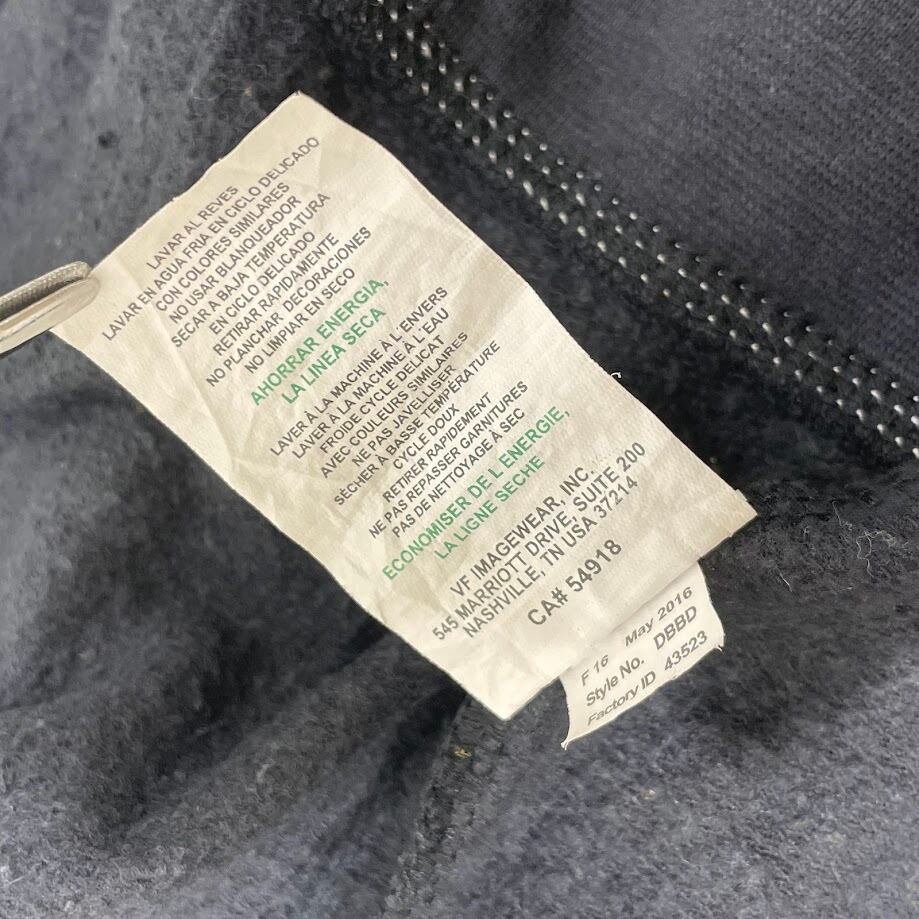 LAVAR AL REVES
LAVAR EN AGUA FRIA EN CICLO DELICADO
CON COLORES SIMILARES
NO USAR BLANQUEADOR
SECAR A BAJA TEMPERATURA
EN CICLO DELICADO
RETIRAR RAPIDAMENTE
NO PLANCHAR DECORACIONES
NO LIMPIAR EN SECO
AHORRAR ENERGIA,
LA LINEA SECA
LAVER À LA MACHINE À L'ENVERS
LAVER À LA MACHINE À L'EAU
FROIDE CYCLE DELICAT
AVEC COULEURS SIMILAIRES
NE PAS JAVELLISER
SÈCHER À BASSE TEMPÉRATURE
CYCLE DOUX
RETIRER RAPIDEMENT
NE PAS REPASSER GARNITURES
PAS DE NETTOYAGE À SEC
ECONOMISER DE L'ENERGIE,
LA LIGNE SECHE
VF IMAGEWEAR, INC.
545 MARRIOTT DRIVE, SUITE 200
NASHVILLE, TN USA 37214
CA# 54918
F 16 May 2016
Style No. DBBD
Factory ID 43523